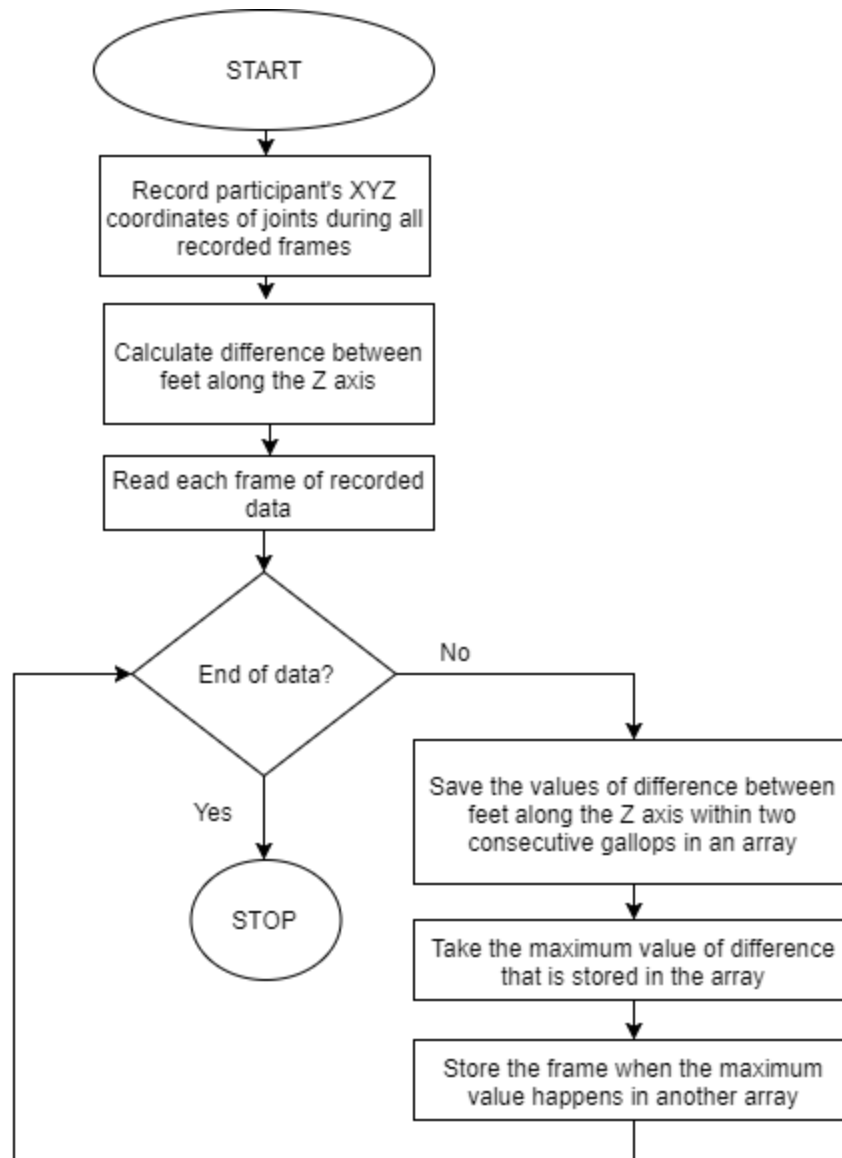 START
Record participant's XYZ
coordinates of joints during all
recorded frames
Calculate difference between
feet along the Z axis
Read each frame of recorded
data
End of data?
No
Yes
STOP
Save the values of difference between
feet along the Z axis within two
consecutive gallops in an array
Take the maximum value of difference
that is stored in the array
Store the frame when the maximum
value happens in another array